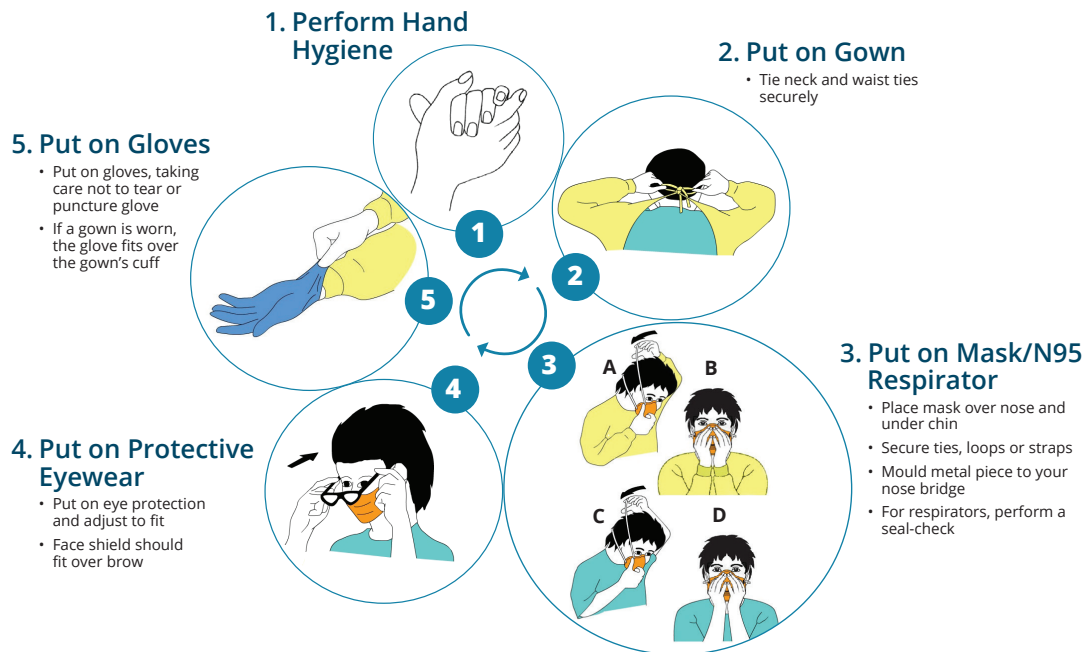 1. Perform Hand
Hygiene
2. Put on Gown
• Tie neck and waist ties
securely
3. Put on Mask/N95
Respirator
• Place mask over nose and
under chin
• Secure ties, loops or straps
• Mould metal piece to your
nose bridge
• For respirators, perform a
seal-check
4. Put on Protective
Eyewear
• Put on eye protection
and adjust to fit
• Face shield should
fit over brow
5. Put on Gloves
• Put on gloves, taking
care not to tear or
puncture glove
• If a gown is worn,
the glove fits over
the gown's cuff
1
2
3
4
5
A
B
C
D